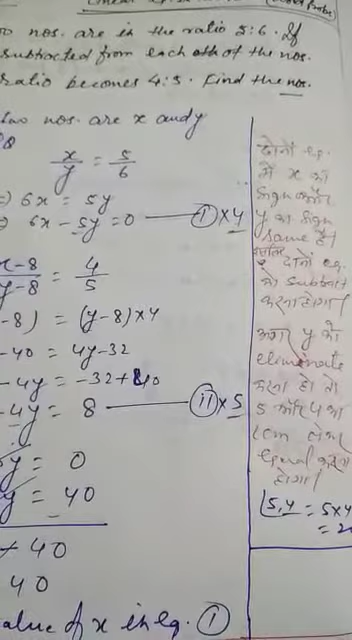 nos. are in the ratio 5:6. If
subtracted from each of the nos.
ratio becomes 4:5. Find the nos.
two nos. are x and y
x/y = 5/6
⇒ 6x = 5y
⇒ 6x - 5y = 0 — (I) × 4
x-8/y-8 = 4/5
-8) = (y-8)×4
-40 = 4y-32
-4y = -32+40
-4y = 8 — (II) × 5
y = 0
y = 40
+ 40
40
value of x in eq. (I)
दोनों eq.
में x का
sign और
y का sign
same है।
इसलिए दोनों eq.
को subtract
करना होगा।
अगर y को
eliminate
करना हो तो
5 और 4 का
LCM लेकर
equal करना
होगा।
5,4 = 5×4
= 20